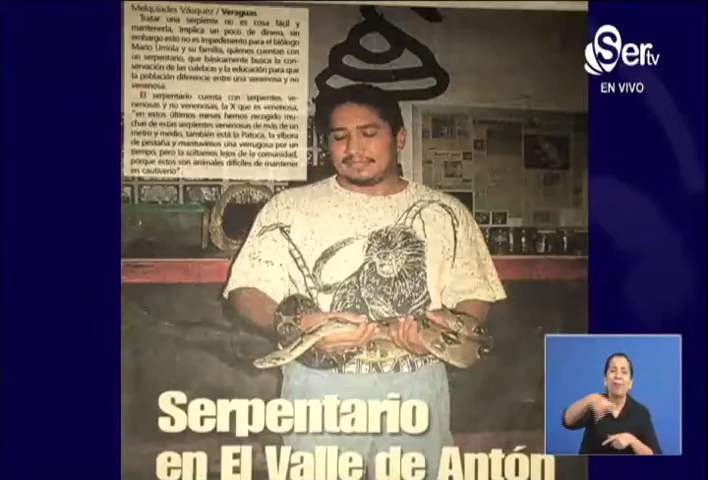 Melquiades Vásquez / Veraguas
Tratar una serpiente no es cosa fácil y
mantenerla, implica un poco de dinero, sin
embargo esto no es impedimento para el biólogo
Mario Urriola y su familia, quienes cuentan con
un serpentario, que básicamente busca la con-
servación de las culebras y la educación para que
la población diferencie entre una venenosa y no
venenosa.
El serpentario cuenta con serpientes ve-
nenosas y no venenosas, la X que es venenosa,
"en estos últimos meses hemos recogido mu-
chas de estas serpientes venenosas de más de un
metro y medio, también está la Patoca, la víbora
de pestaña y mantuvimos una verrugosa por un
tiempo, pero la soltamos lejos de la comunidad,
porque estos son animales difíciles de mantener
en cautiverio".
Ser tv
EN VIVO
Serpentario
en El Valle de Antón